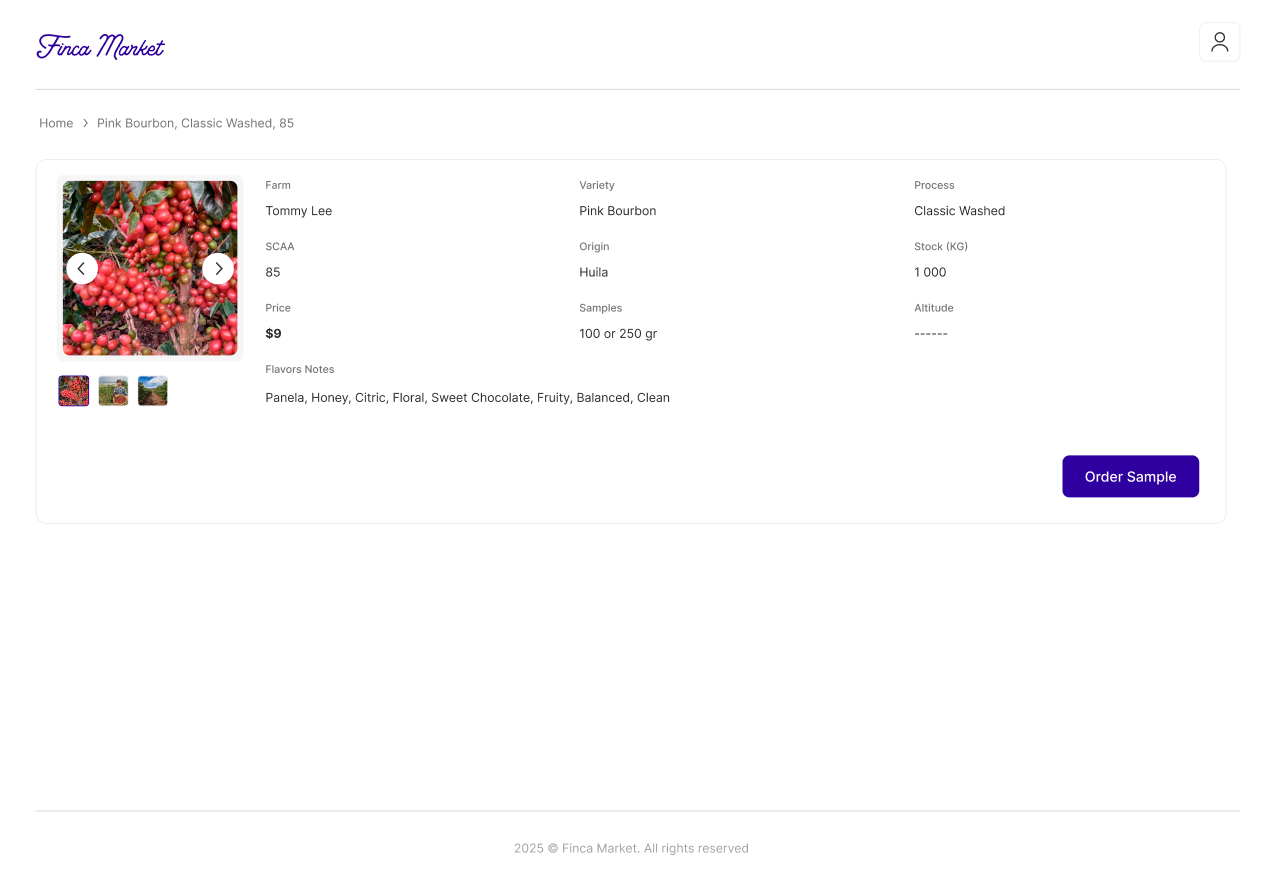 Finca Market
Home > Pink Bourbon, Classic Washed, 85
Farm
Tommy Lee
Variety
Pink Bourbon
Process
Classic Washed
SCAA
85
Origin
Huila
Stock (KG)
1 000
Price
$9
Samples
100 or 250 gr
Altitude
------
Flavors Notes
Panela, Honey, Citric, Floral, Sweet Chocolate, Fruity, Balanced, Clean
Order Sample
2025 © Finca Market. All rights reserved